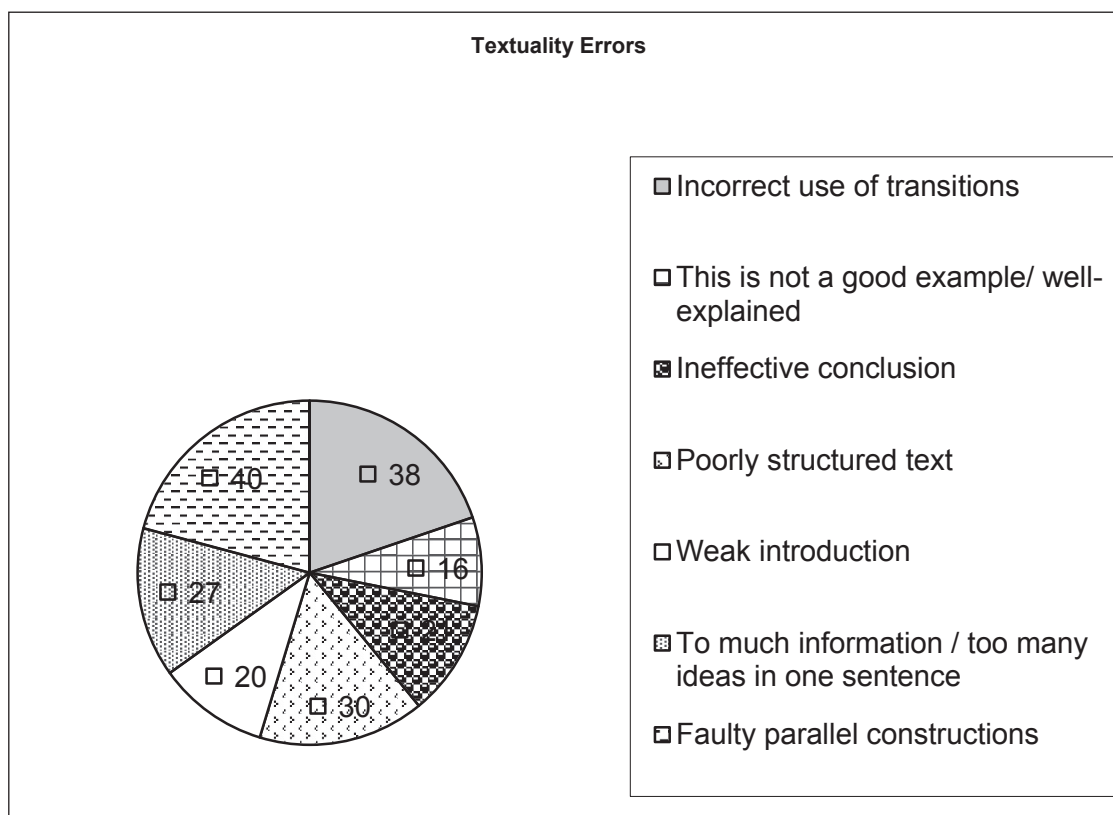 Textuality Errors
Incorrect use of transitions
This is not a good example/ well-
explained
Ineffective conclusion
Poorly structured text
Weak introduction
To much information / too many
ideas in one sentence
Faulty parallel constructions
40
38
16
27
20
30